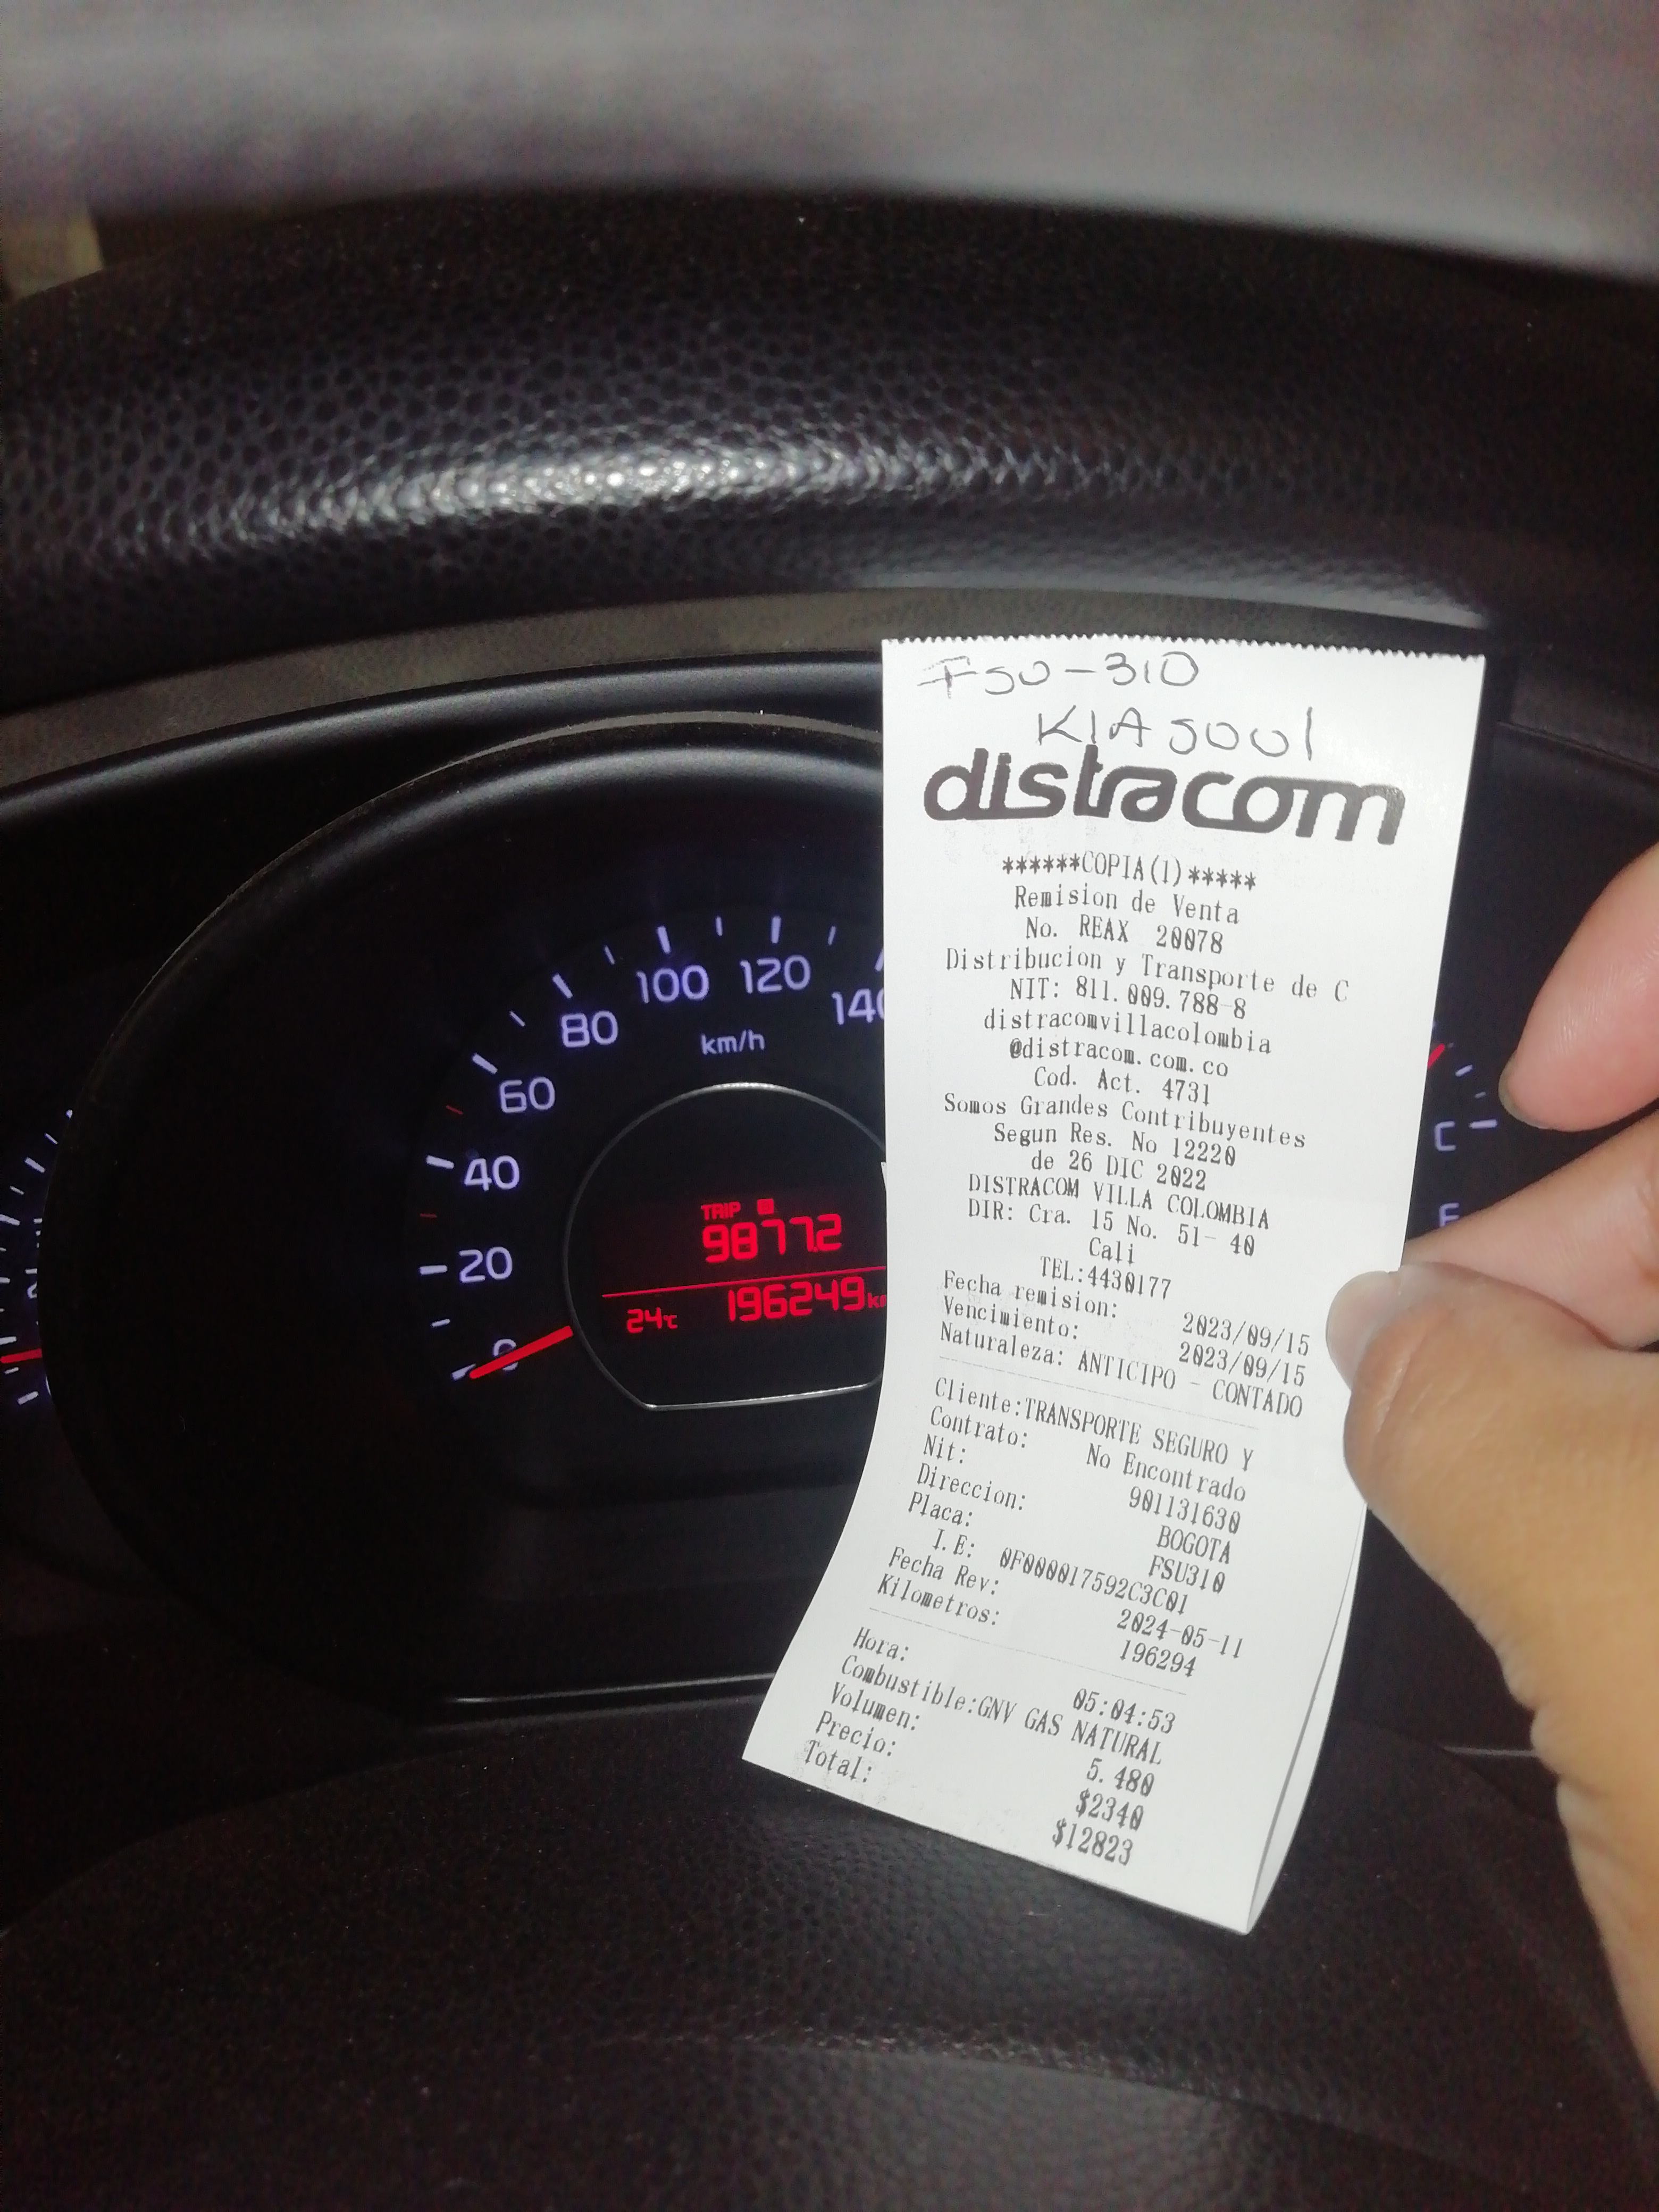 FSU-310
KIA SOUl
distracom
******COPIA(1)*****
Remision de Venta
No. REAX 20078
Distribucion y Transporte de C
NIT: 811.009.788-8
distracomvillacolombia
@distracom.com.co
Cod. Act. 4731
Somos Grandes Contribuyentes
Segun Res. No 12220
de 26 DIC 2022
DISTRACOM VILLA COLOMBIA
DIR: Cra. 15 No. 51- 40
Cali
TEL:4430177
Fecha remision: 2023/09/15
Vencimiento: 2023/09/15
Naturaleza: ANTICIPO - CONTADO
Cliente:TRANSPORTE SEGURO Y
Contrato: No Encontrado
Nit: 901131630
Direccion: BOGOTA
Placa: FSU310
I.E: 0F000017592C3C01
Fecha Rev: 2024-05-11
Kilometros: 196294
Hora: 05:04:53
Combustible:GNV GAS NATURAL
Volumen: 5.480
Precio: $2340
Total: $12823
100 120
80 140
km/h
60
40
20
0
TRIP
9877.2
24°C 196249km
C